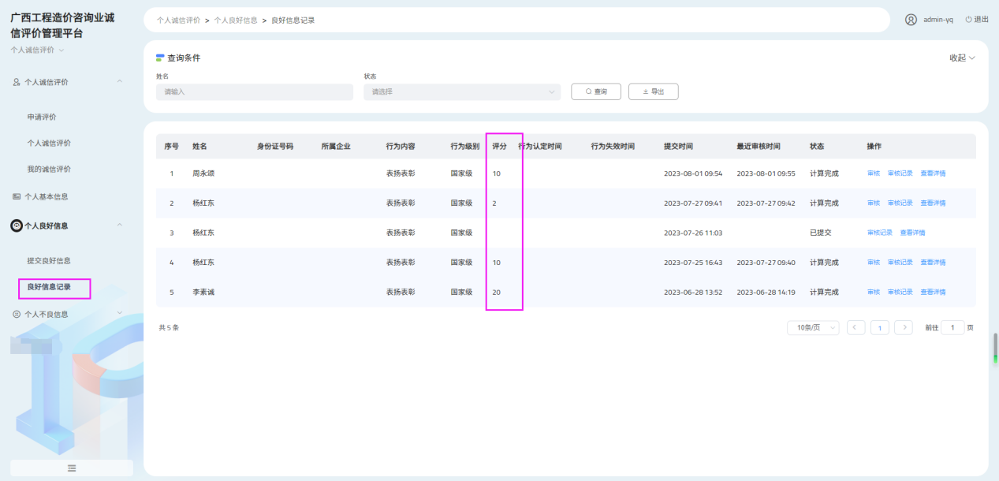 广西工程造价咨询业诚
信评价管理平台
个人诚信评价
个人诚信评价
申请评价
个人诚信评价
我的诚信评价
个人基本信息
个人良好信息
提交良好信息
良好信息记录
个人不良信息
个人诚信评价 > 个人良好信息 > 良好信息记录
admin-yq 退出
查询条件 收起
姓名 状态
请输入 请选择 查询 导出
序号 姓名 身份证号码 所属企业 行为内容 行为级别 评分 行为认定时间 行为失效时间 提交时间 最近审核时间 状态 操作
1 周永颂 表扬表彰 国家级 10 2023-08-01 09:54 2023-08-01 09:55 计算完成 审核 审核记录 查看详情
2 杨红东 表扬表彰 国家级 2 2023-07-27 09:41 2023-07-27 09:42 计算完成 审核 审核记录 查看详情
3 杨红东 表扬表彰 国家级 2023-07-26 11:03 已提交 审核记录 查看详情
4 杨红东 表扬表彰 国家级 10 2023-07-25 16:43 2023-07-27 09:40 计算完成 审核 审核记录 查看详情
5 李素诚 表扬表彰 国家级 20 2023-06-28 13:52 2023-06-28 14:19 计算完成 审核 审核记录 查看详情
共 5 条 10条/页 < 1 > 前往 1 页